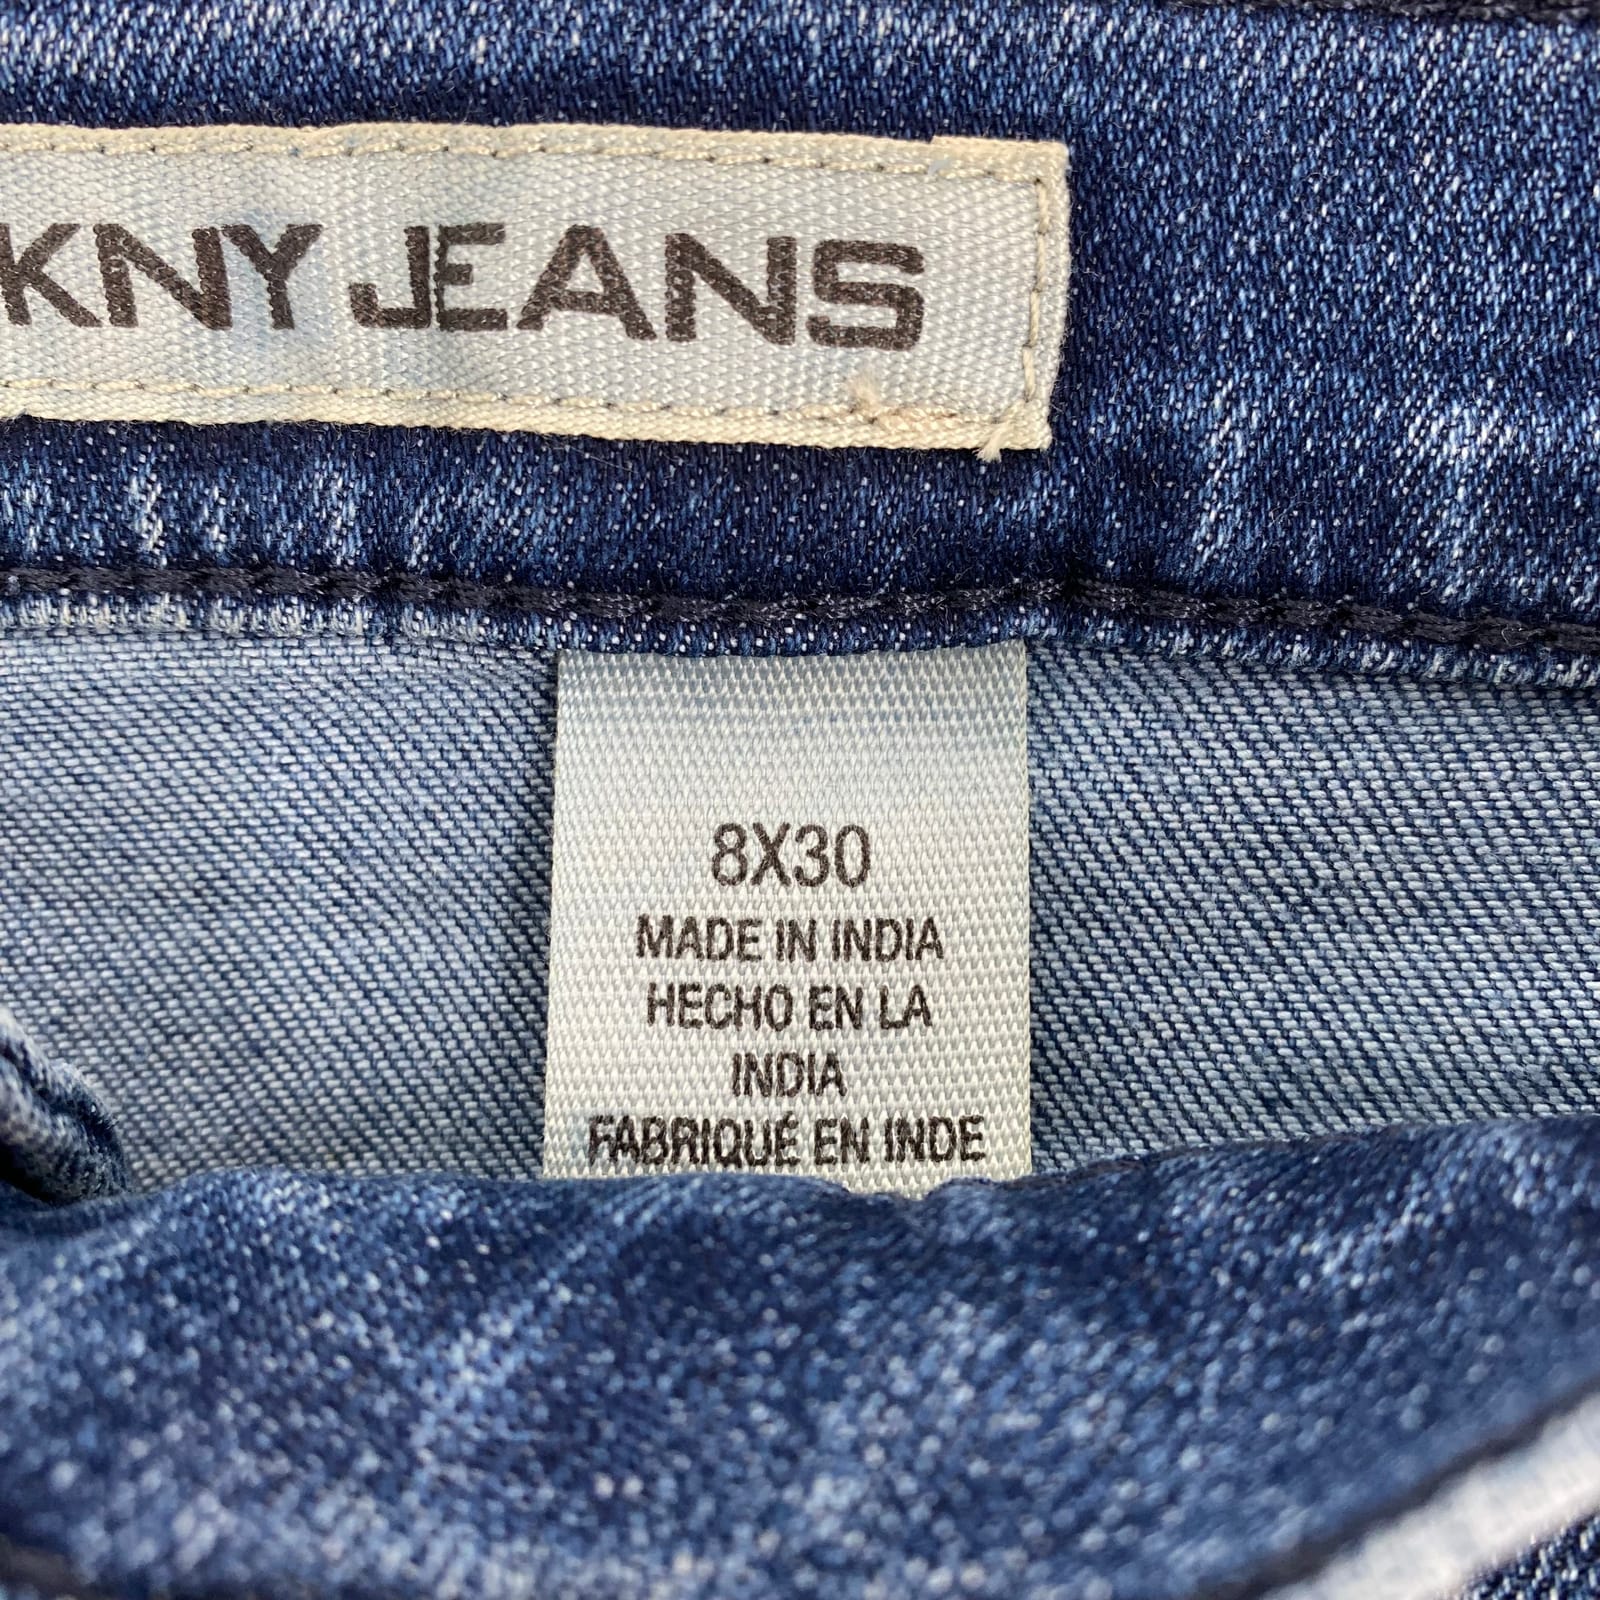 KNY JEANS
8X30
MADE IN INDIA
HECHO EN LA
INDIA
FABRIQUÉ EN INDE